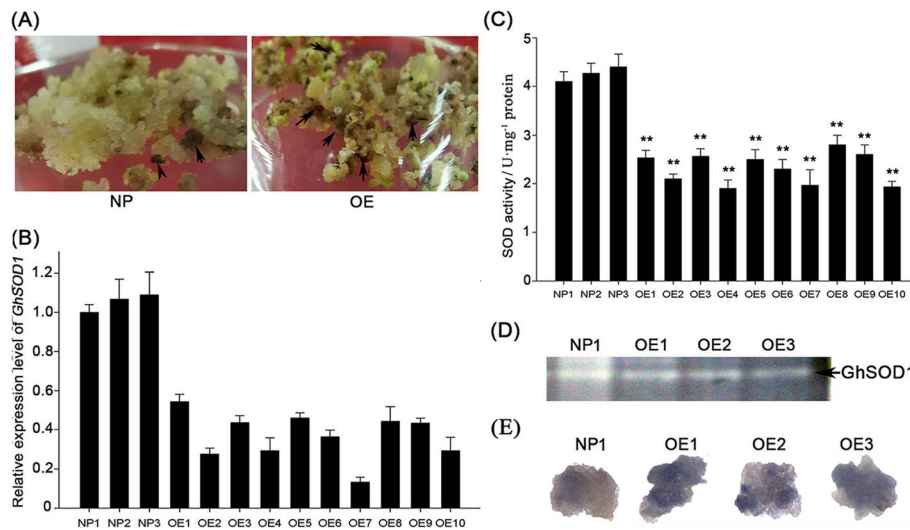 (A)
NP
OE
(B)
Relative expression level of GhSOD1
1.2
1.0
0.8
0.6
0.4
0.2
0
NP1 NP2 NP3 OE1 OE2 OE3 OE4 OE5 OE6 OE7 OE8 OE9 OE10
(C)
SOD activity / U·mg⁻¹ protein
5
4
3
2
1
** ** ** ** ** ** ** ** ** **
NP1 NP2 NP3 OE1 OE2 OE3 OE4 OE5 OE6 OE7 OE8 OE9 OE10
(D)
NP1 OE1 OE2 OE3
GhSOD1
(E)
NP1 OE1 OE2 OE3